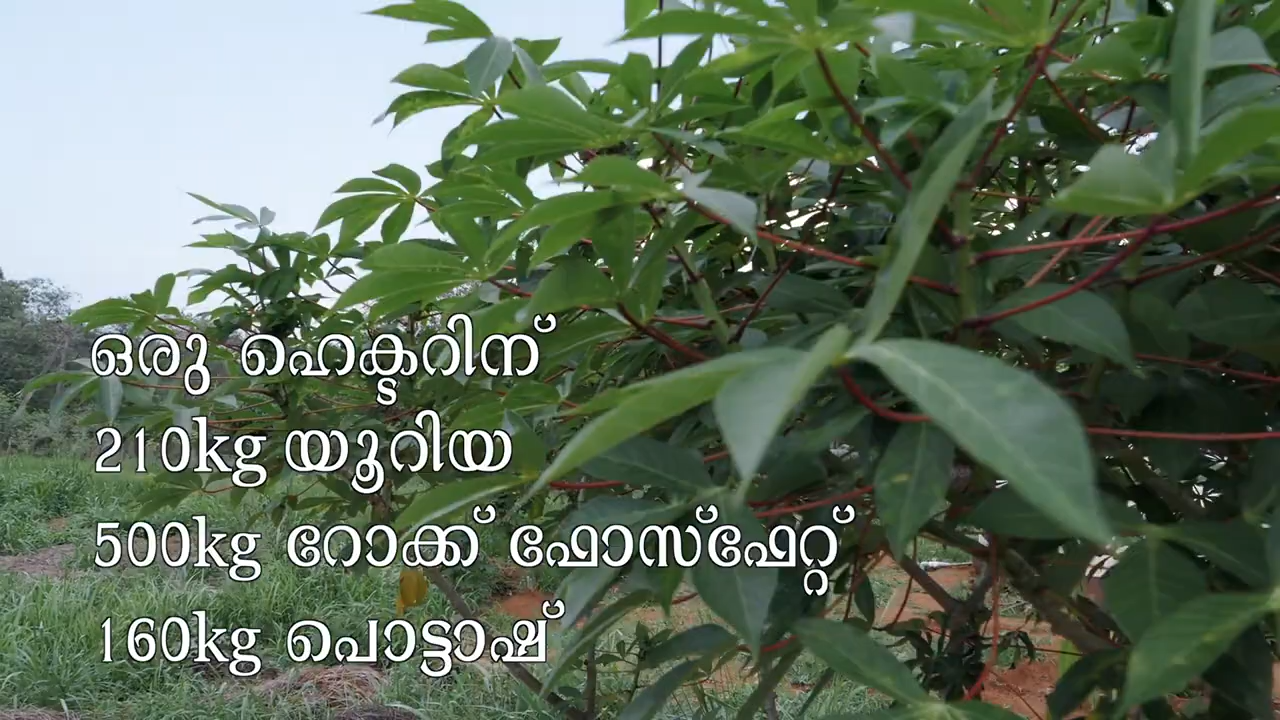 ഒരു ഹെക്ടറിന്
210kg യൂറിയ
500kg റോക്ക് ഫോസ്ഫേറ്റ്
160kg പൊട്ടാഷ്